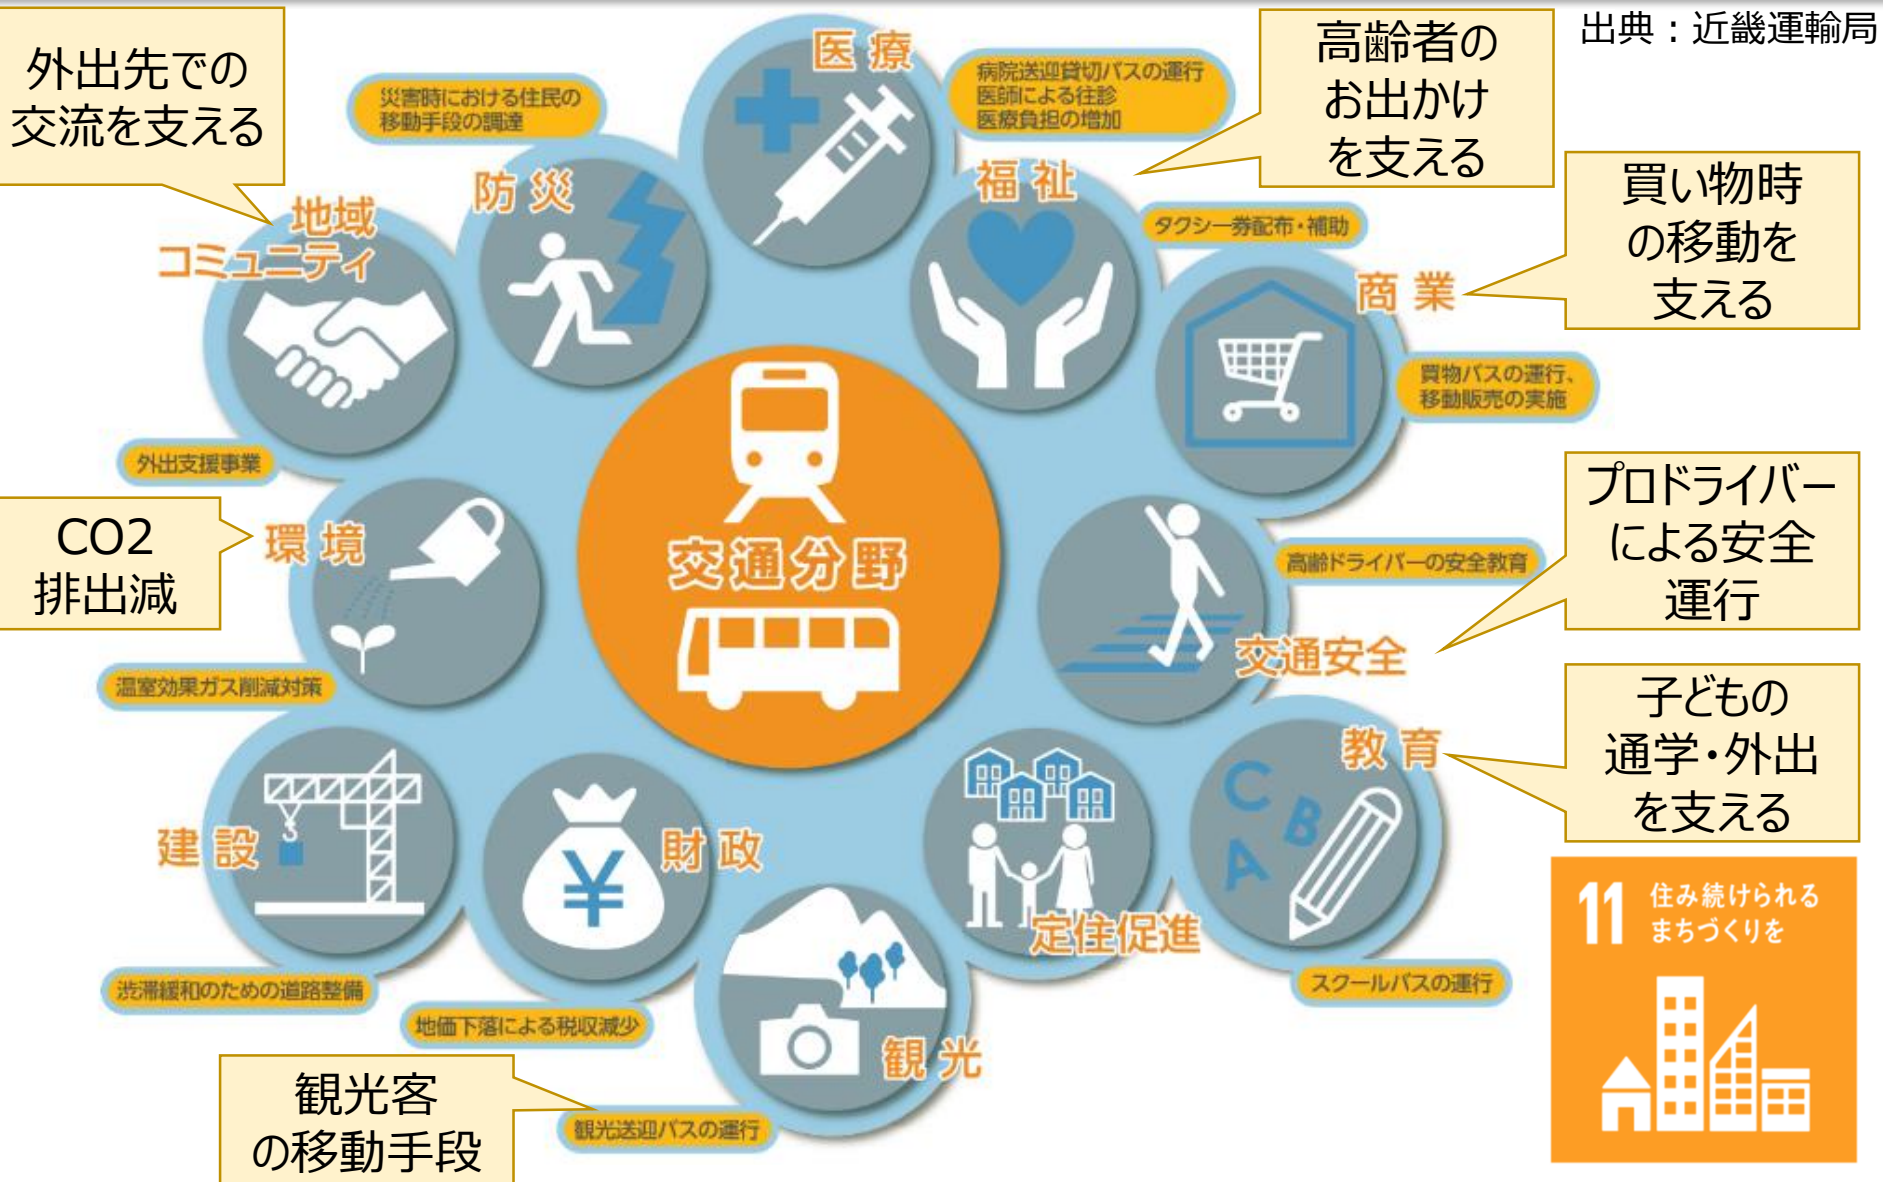 出典：近畿運輸局
外出先での
交流を支える
災害時における住民の
移動手段の調達
医療
病院送迎貸切バスの運行
医師による往診
医療負担の増加
高齢者の
お出かけ
を支える
防災
福祉
地域
コミュニティ
タクシー券配布・補助
買い物時
の移動を
支える
商業
買物バスの運行、
移動販売の実施
外出支援事業
CO2
排出減
環境
交通分野
高齢ドライバーの安全教育
プロドライバー
による安全
運行
交通安全
温室効果ガス削減対策
子どもの
通学・外出
を支える
教育
C
B
A
建設
¥
財政
定住促進
スクールバスの運行
渋滞緩和のための道路整備
地価下落による税収減少
観光
観光客
の移動手段
観光送迎バスの運行
11
住み続けられる
まちづくりを